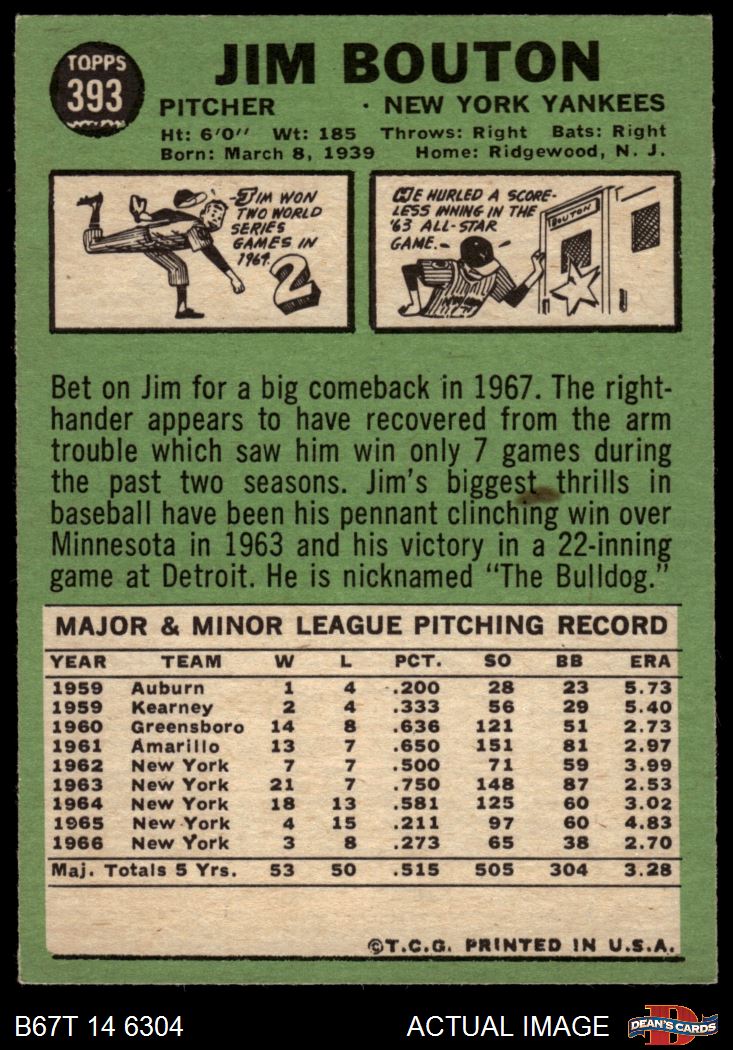 TOPPS
393
JIM BOUTON
PITCHER · NEW YORK YANKEES
Ht: 6'0" Wt: 185 Throws: Right Bats: Right
Born: March 8, 1939 Home: Ridgewood, N. J.
JIM WON
TWO WORLD
SERIES
GAMES IN
1964.
2
HE HURLED A SCORE-
LESS INNING IN THE
'63 ALL-STAR
GAME.
BOUTON
Bet on Jim for a big comeback in 1967. The right-
hander appears to have recovered from the arm
trouble which saw him win only 7 games during
the past two seasons. Jim's biggest thrills in
baseball have been his pennant clinching win over
Minnesota in 1963 and his victory in a 22-inning
game at Detroit. He is nicknamed "The Bulldog."
MAJOR & MINOR LEAGUE PITCHING RECORD
YEAR TEAM W L PCT. SO BB ERA
1959 Auburn 1 4 .200 28 23 5.73
1959 Kearney 2 4 .333 56 29 5.40
1960 Greensboro 14 8 .636 121 51 2.73
1961 Amarillo 13 7 .650 151 81 2.97
1962 New York 7 7 .500 71 59 3.99
1963 New York 21 7 .750 148 87 2.53
1964 New York 18 13 .581 125 60 3.02
1965 New York 4 15 .211 97 60 4.83
1966 New York 3 8 .273 65 38 2.70
Maj. Totals 5 Yrs. 53 50 .515 505 304 3.28
©T.C.G. PRINTED IN U.S.A.
B67T 14 6304 ACTUAL IMAGE
D
DEAN'S CARDS